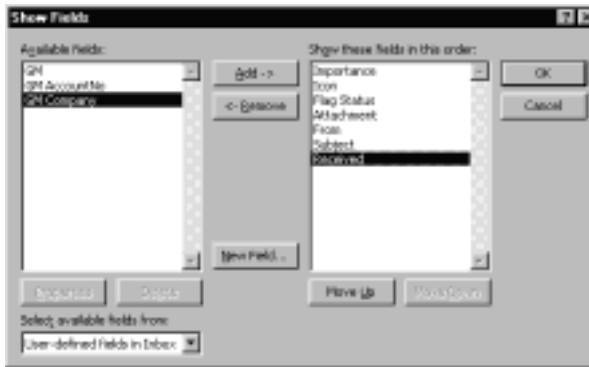 Show Fields
Available fields:
GM
GM AccountNo
GM Company
Add ->
<- Remove
New Field...
Properties
Delete
Select available fields from:
User-defined fields in Inbox
Show these fields in this order:
Importance
Icon
Flag Status
Attachment
From
Subject
Received
Move Up
Move Down
OK
Cancel